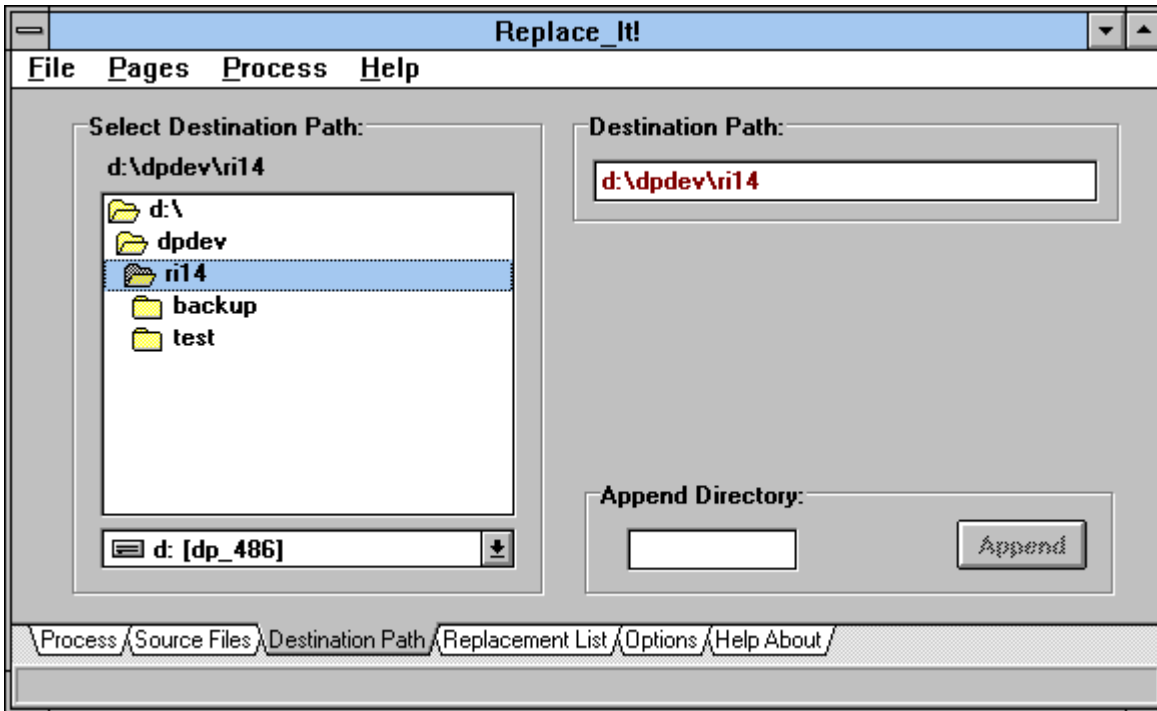 Replace_It!
File Pages Process Help
Select Destination Path:
d:\dpdev\ri14
d:\
dpdev
ri14
backup
test
d: [dp_486]
Destination Path:
d:\dpdev\ri14
Append Directory:
Append
Process Source Files Destination Path Replacement List Options Help About